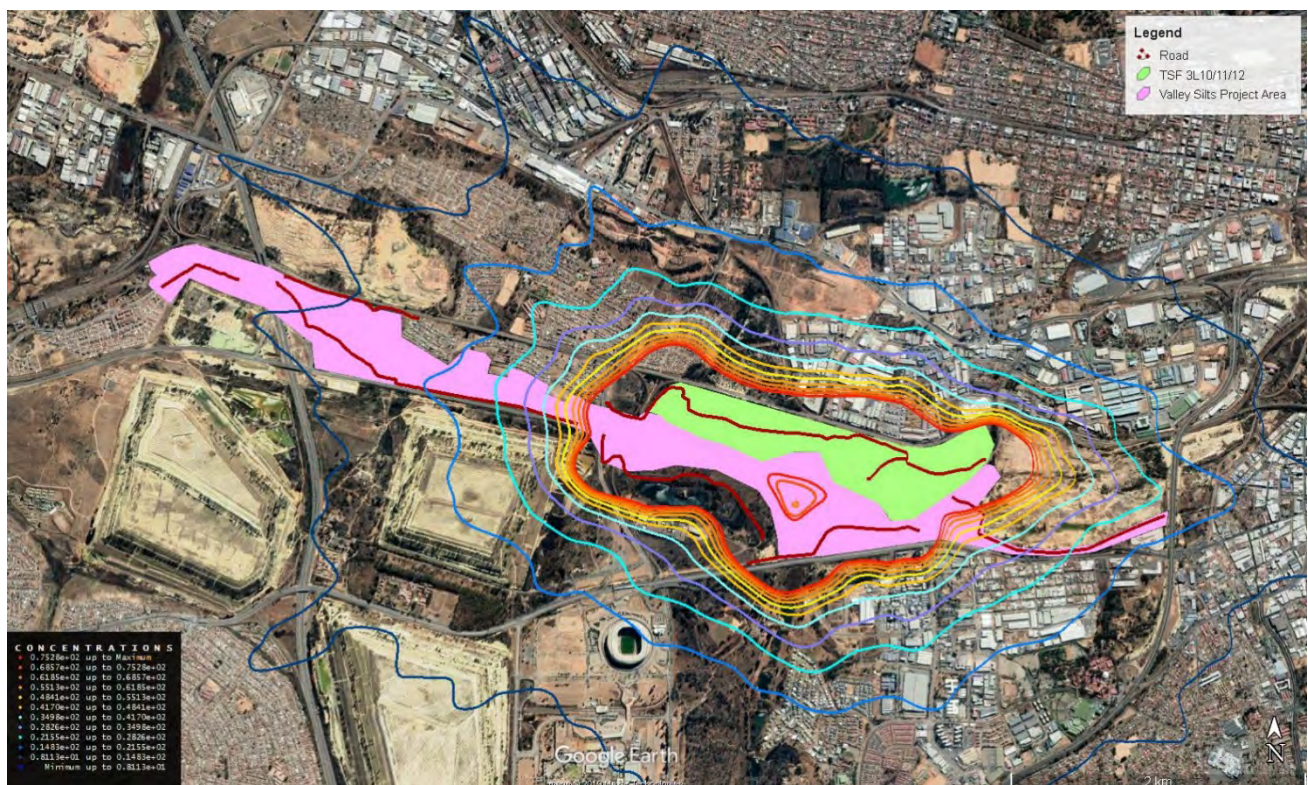 Legend
Road
TSF 3L10/11/12
Valley Silts Project Area
CONCENTRATIONS
0.7528e+02 up to Maximum
0.6857e+02 up to 0.7528e+02
0.6185e+02 up to 0.6857e+02
0.5513e+02 up to 0.6185e+02
0.4841e+02 up to 0.5513e+02
0.4170e+02 up to 0.4841e+02
0.3498e+02 up to 0.4170e+02
0.2826e+02 up to 0.3498e+02
0.2155e+02 up to 0.2826e+02
0.1483e+02 up to 0.2155e+02
0.8113e+01 up to 0.1483e+02
Minimum up to 0.8113e+01
Google Earth
N
2 km